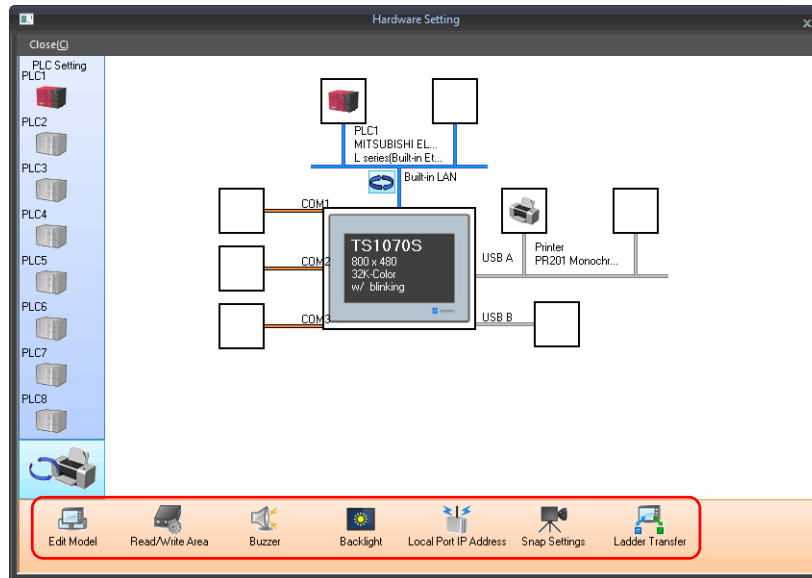 Hardware Setting
x
Close(C)
PLC Setting
PLC1
PLC2
PLC3
PLC4
PLC5
PLC6
PLC7
PLC8
PLC1
MITSUBISHI EL...
L series(Built-in Et...
Built-in LAN
COM1
COM2
COM3
TS1070S
800 x 480
32K-Color
w/ blinking
USB A
Printer
PR201 Monochr...
USB B
Edit Model
Read/Write Area
Buzzer
Backlight
Local Port IP Address
Snap Settings
Ladder Transfer